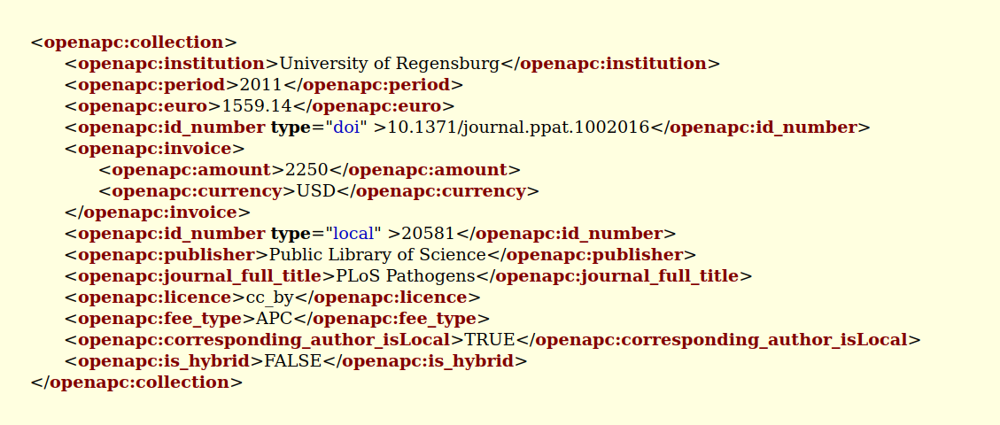 <openapc:collection>
<openapc:institution>University of Regensburg</openapc:institution>
<openapc:period>2011</openapc:period>
<openapc:euro>1559.14</openapc:euro>
<openapc:id_number type="doi" >10.1371/journal.ppat.1002016</openapc:id_number>
<openapc:invoice>
<openapc:amount>2250</openapc:amount>
<openapc:currency>USD</openapc:currency>
</openapc:invoice>
<openapc:id_number type="local" >20581</openapc:id_number>
<openapc:publisher>Public Library of Science</openapc:publisher>
<openapc:journal_full_title>PLoS Pathogens</openapc:journal_full_title>
<openapc:licence>cc_by</openapc:licence>
<openapc:fee_type>APC</openapc:fee_type>
<openapc:corresponding_author_isLocal>TRUE</openapc:corresponding_author_isLocal>
<openapc:is_hybrid>FALSE</openapc:is_hybrid>
</openapc:collection>